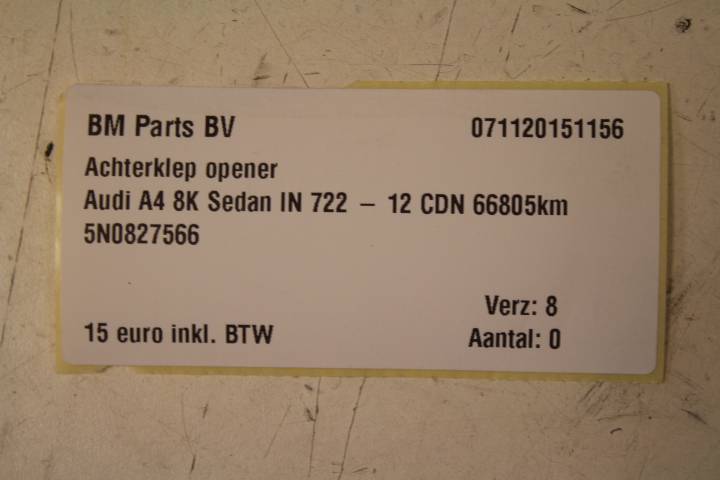 BM Parts BV 071120151156
Achterklep opener
Audi A4 8K Sedan IN 722 – 12 CDN 66805km
5N0827566
Verz: 8
15 euro inkl. BTW Aantal: 0